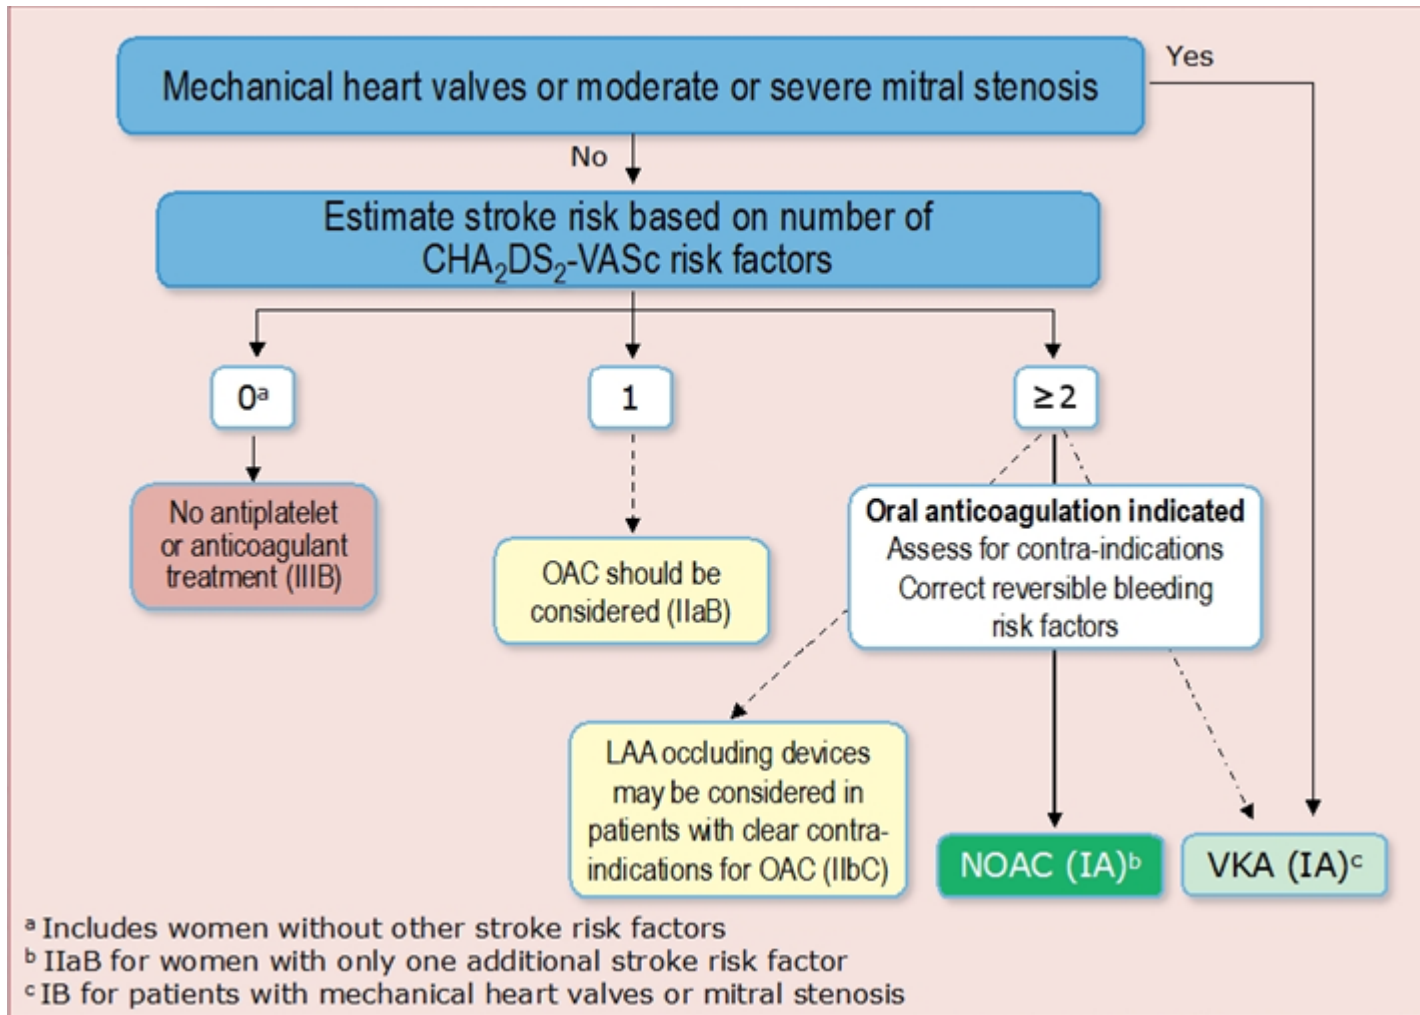 Yes
Mechanical heart valves or moderate or severe mitral stenosis
No
Estimate stroke risk based on number of
CHA₂DS₂-VASc risk factors
0ᵃ
1
≥2
No antiplatelet
or anticoagulant
treatment (IIIB)
OAC should be
considered (IIaB)
Oral anticoagulation indicated
Assess for contra-indications
Correct reversible bleeding
risk factors
LAA occluding devices
may be considered in
patients with clear contra-
indications for OAC (IIbC)
NOAC (IA)ᵇ
VKA (IA)ᶜ
ᵃ Includes women without other stroke risk factors
ᵇ IIaB for women with only one additional stroke risk factor
ᶜ IB for patients with mechanical heart valves or mitral stenosis